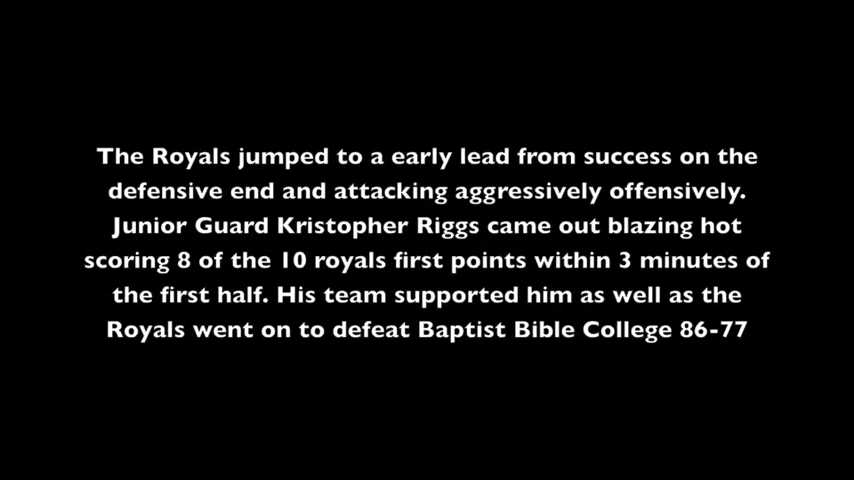 The Royals jumped to a early lead from success on the
defensive end and attacking aggressively offensively.
Junior Guard Kristopher Riggs came out blazing hot
scoring 8 of the 10 royals first points within 3 minutes of
the first half. His team supported him as well as the
Royals went on to defeat Baptist Bible College 86-77